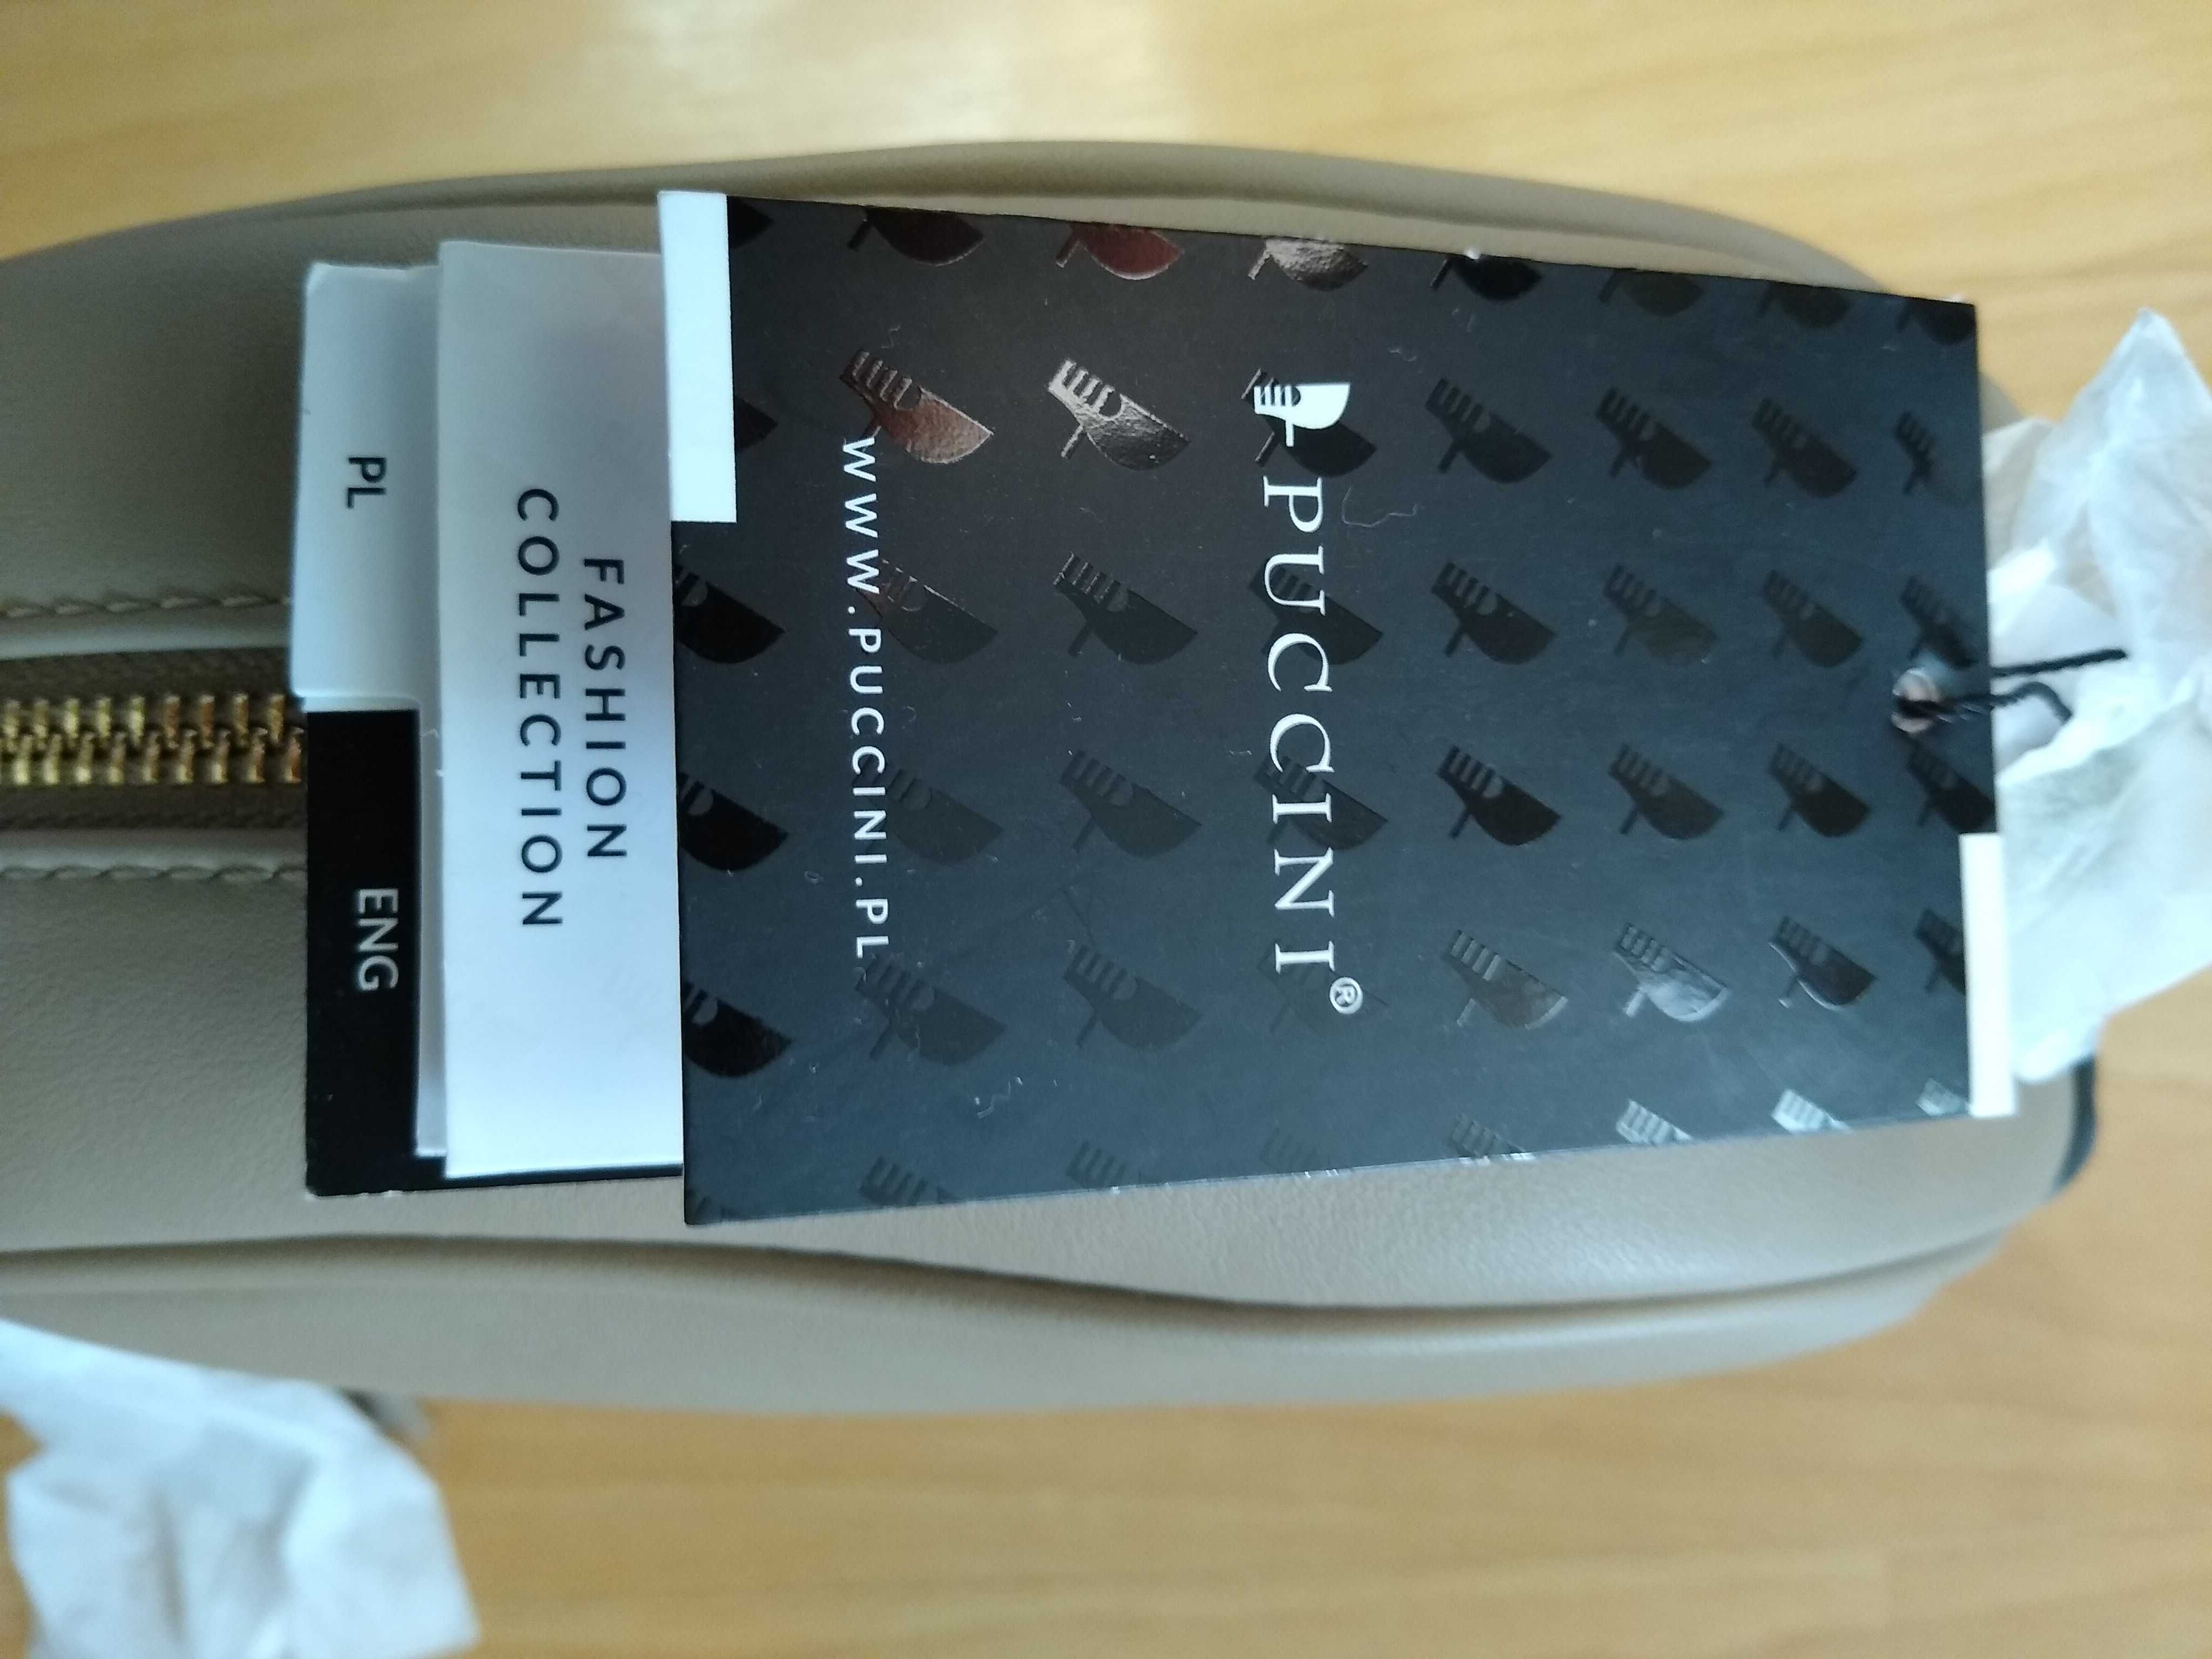 PUCCINI®
WWW.PUCCINI.PL
FASHION
COLLECTION
PL
ENG